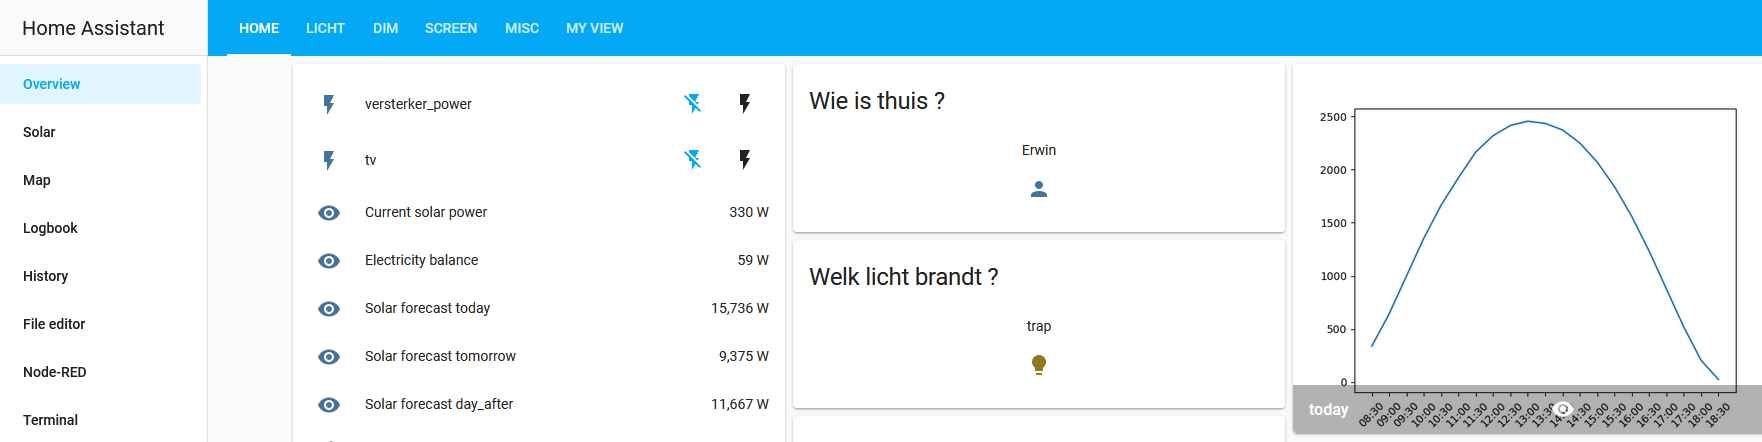 Home Assistant
HOME LICHT DIM SCREEN MISC MY VIEW
Overview
Solar
Map
Logbook
History
File editor
Node-RED
Terminal
versterker_power
tv
Current solar power 330 W
Electricity balance 59 W
Solar forecast today 15,736 W
Solar forecast tomorrow 9,375 W
Solar forecast day_after 11,667 W
Wie is thuis ?
Erwin
Welk licht brandt ?
trap
2500
2000
1500
1000
500
0
08:30 09:00 09:30 10:00 10:30 11:00 11:30 12:00 12:30 13:00 13:30 14:30 15:00 15:30 16:00 16:30 17:00 17:30 18:00 18:30
today